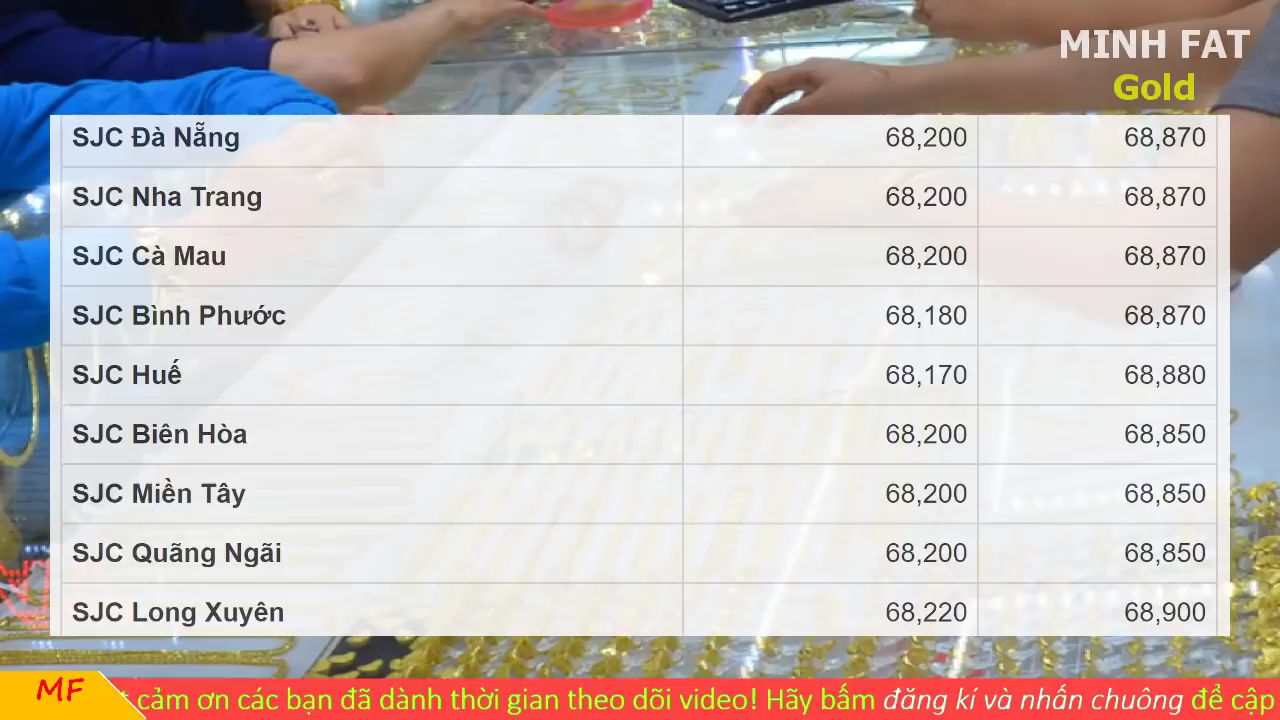 MINH FAT
Gold
SJC Đà Nẵng 68,200 68,870
SJC Nha Trang 68,200 68,870
SJC Cà Mau 68,200 68,870
SJC Bình Phước 68,180 68,870
SJC Huế 68,170 68,880
SJC Biên Hòa 68,200 68,850
SJC Miền Tây 68,200 68,850
SJC Quãng Ngãi 68,200 68,850
SJC Long Xuyên 68,220 68,900
MF cảm ơn các bạn đã dành thời gian theo dõi video! Hãy bấm đăng kí và nhấn chuông để cập